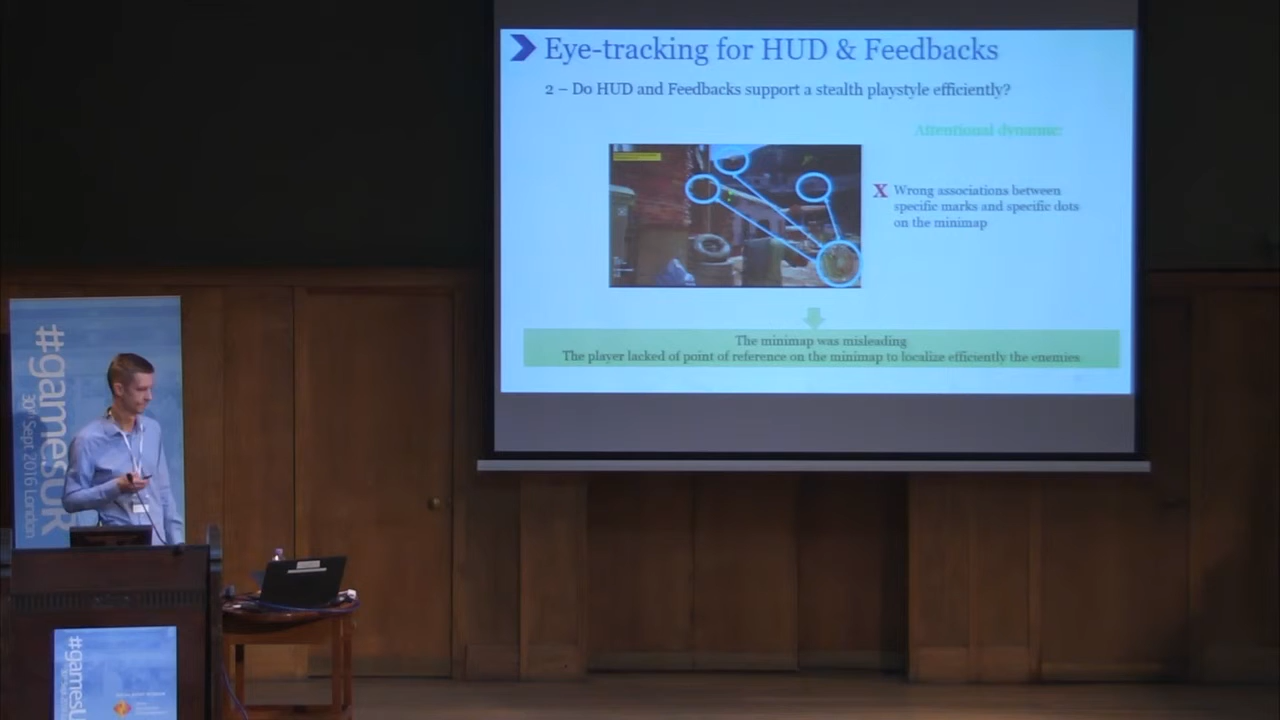 Eye-tracking for HUD & Feedbacks
2 – Do HUD and Feedbacks support a stealth playstyle efficiently?
Attentional dynamic:
X Wrong associations between
specific marks and specific dots
on the minimap
The minimap was misleading
The player lacked of point of reference on the minimap to localize efficiently the enemies
#gamesUR
30th Sept 2016 London
#gamesU